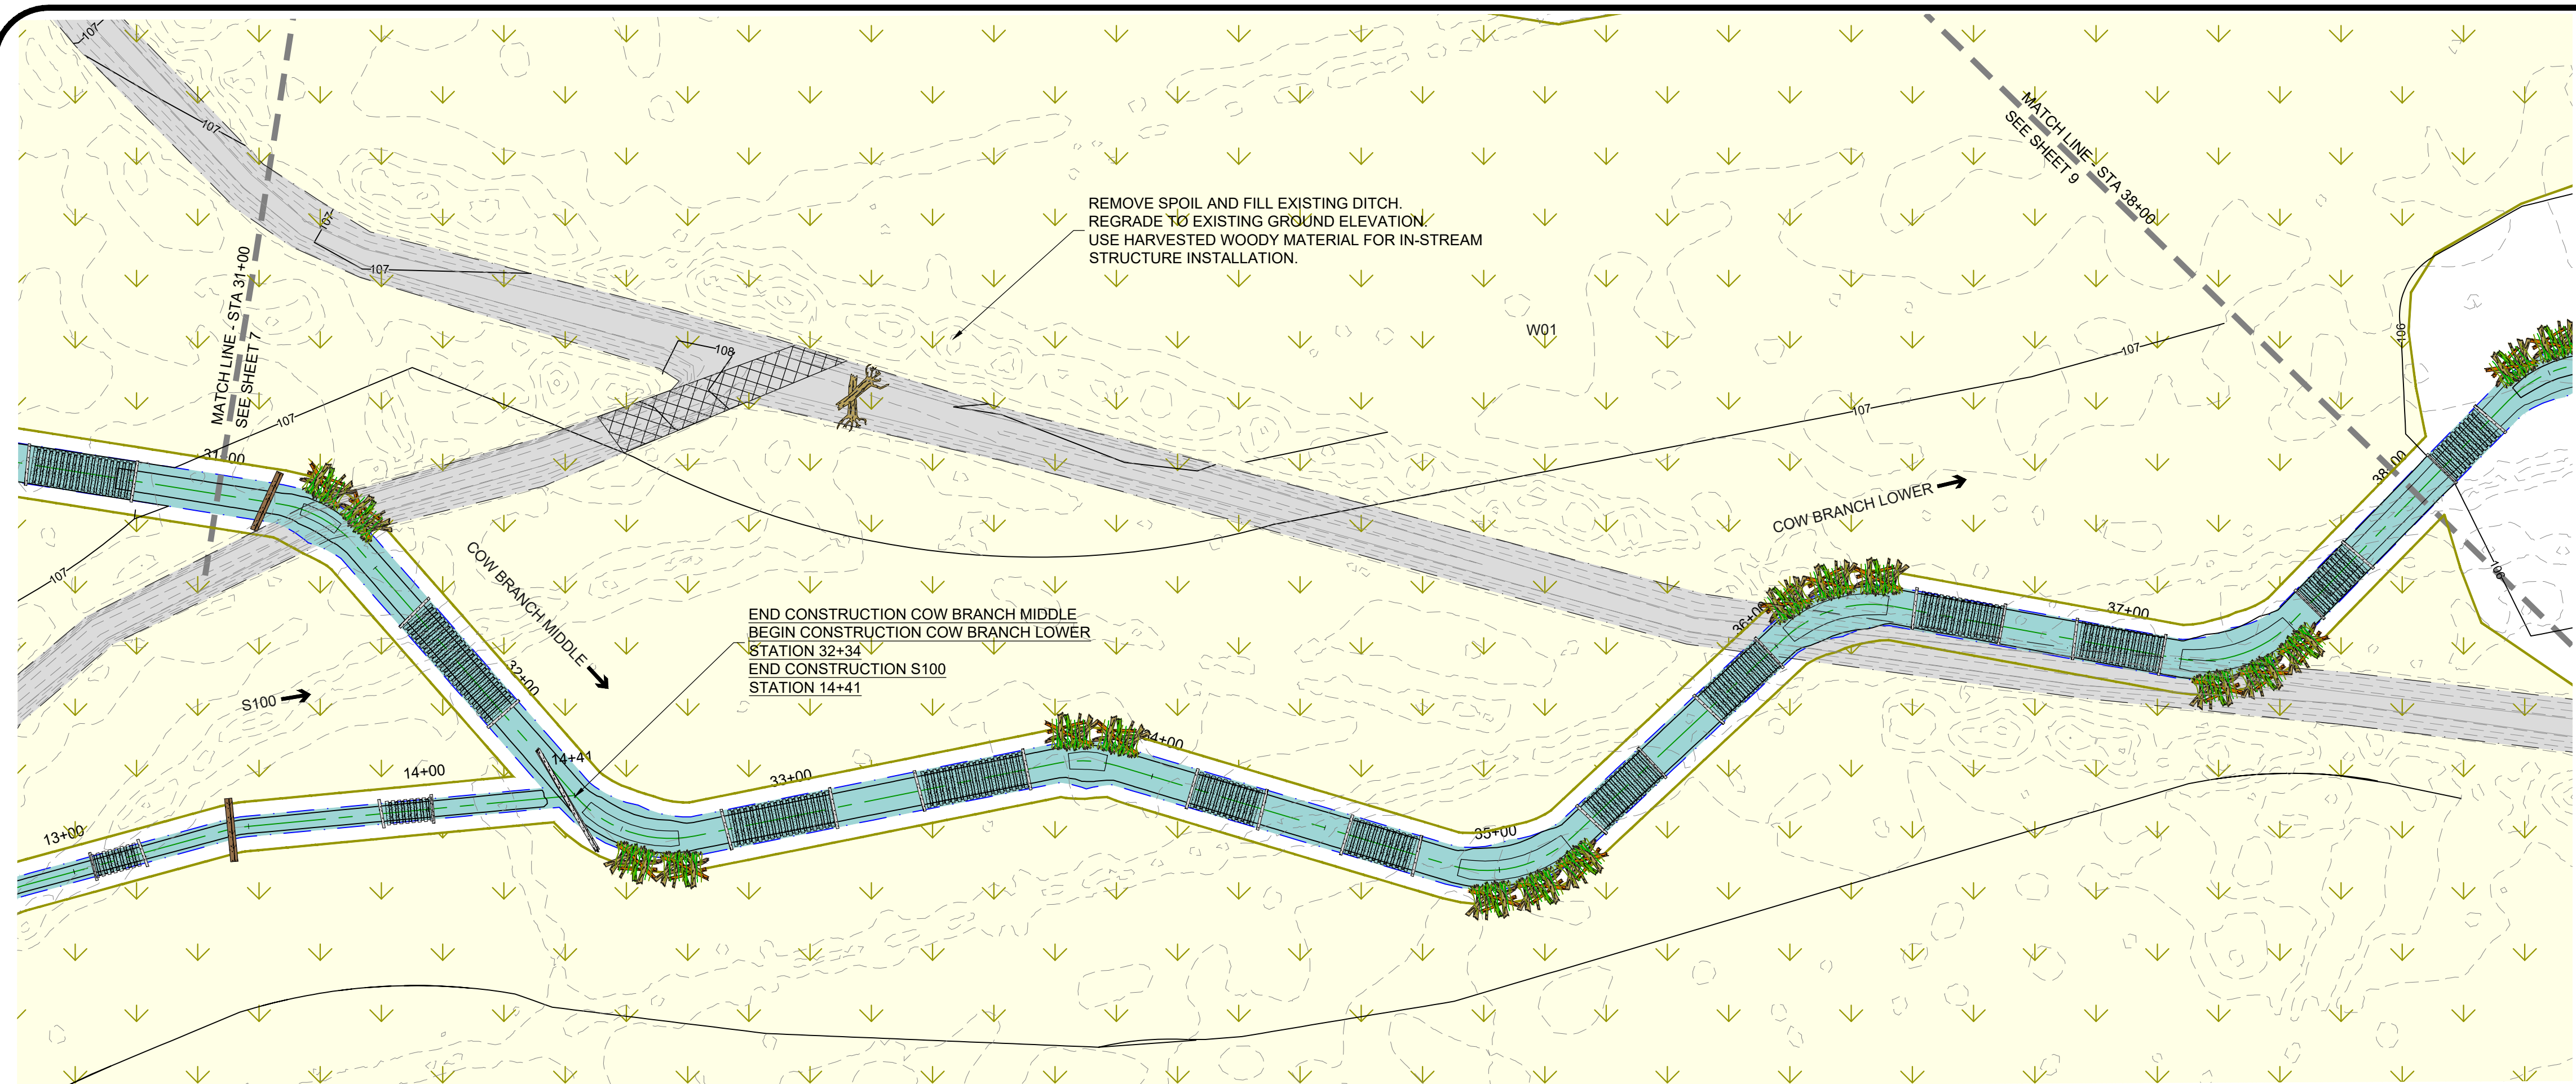 107
107
107
107
MATCH LINE - STA 31+00
SEE SHEET 7
REMOVE SPOIL AND FILL EXISTING DITCH.
REGRADE TO EXISTING GROUND ELEVATION.
USE HARVESTED WOODY MATERIAL FOR IN-STREAM
STRUCTURE INSTALLATION.
MATCH LINE - STA 38+00
SEE SHEET 9
W01
108
107
106
107
107
31+00
38+00
COW BRANCH LOWER
107
106
COW BRANCH MIDDLE
END CONSTRUCTION COW BRANCH MIDDLE
BEGIN CONSTRUCTION COW BRANCH LOWER
STATION 32+34
END CONSTRUCTION S100
STATION 14+41
36+00
37+00
32+00
S100
34+00
14+41
14+00
33+00
13+00
35+00